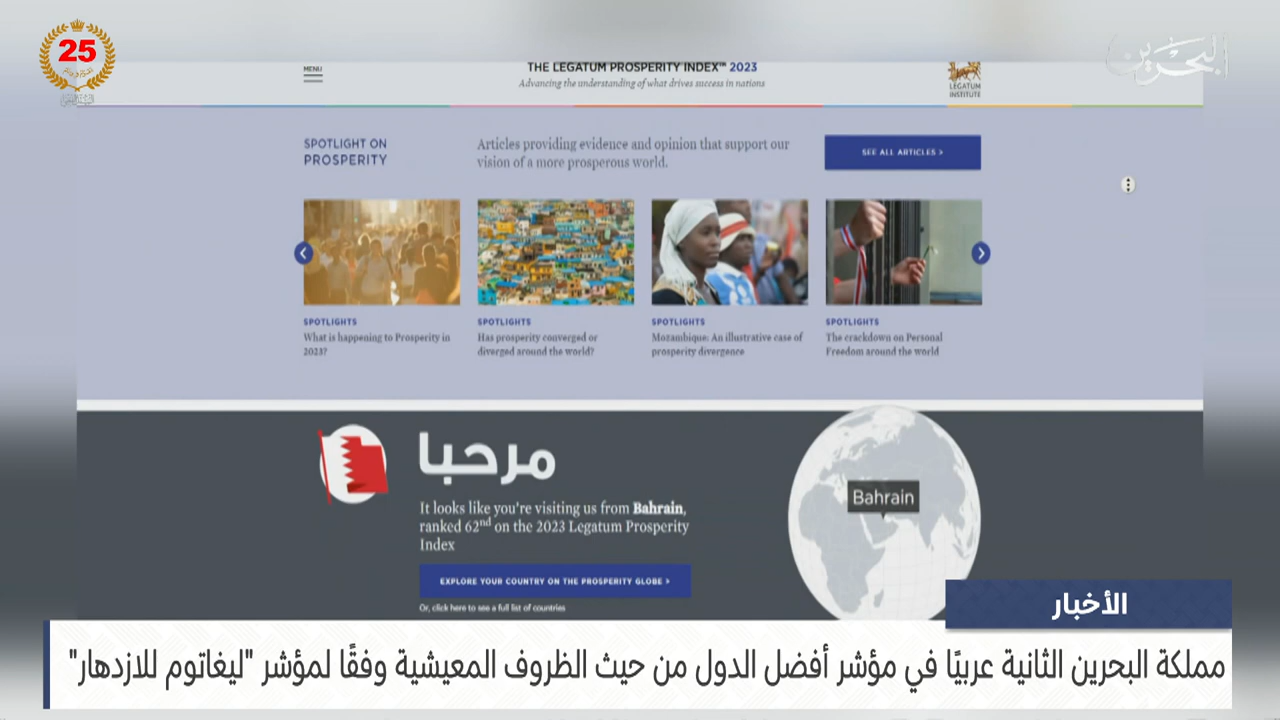 25
البحرين
MENU
THE LEGATUM PROSPERITY INDEX™ 2023
Advancing the understanding of what drives success in nations
LEGATUM
INSTITUTE
SPOTLIGHT ON
PROSPERITY
Articles providing evidence and opinion that support our
vision of a more prosperous world.
SEE ALL ARTICLES >
SPOTLIGHTS
What is happening to Prosperity in
2023?
SPOTLIGHTS
Has prosperity converged or
diverged around the world?
SPOTLIGHTS
Mozambique: An illustrative case of
prosperity divergence
SPOTLIGHTS
The crackdown on Personal
Freedom around the world
مرحبا
It looks like you're visiting us from Bahrain,
ranked 62nd on the 2023 Legatum Prosperity
Index
EXPLORE YOUR COUNTRY ON THE PROSPERITY GLOBE >
Or, click here to see a full list of countries
Bahrain
الأخبار
مملكة البحرين الثانية عربيًا في مؤشر أفضل الدول من حيث الظروف المعيشية وفقًا لمؤشر "ليغاتوم للازدهار"